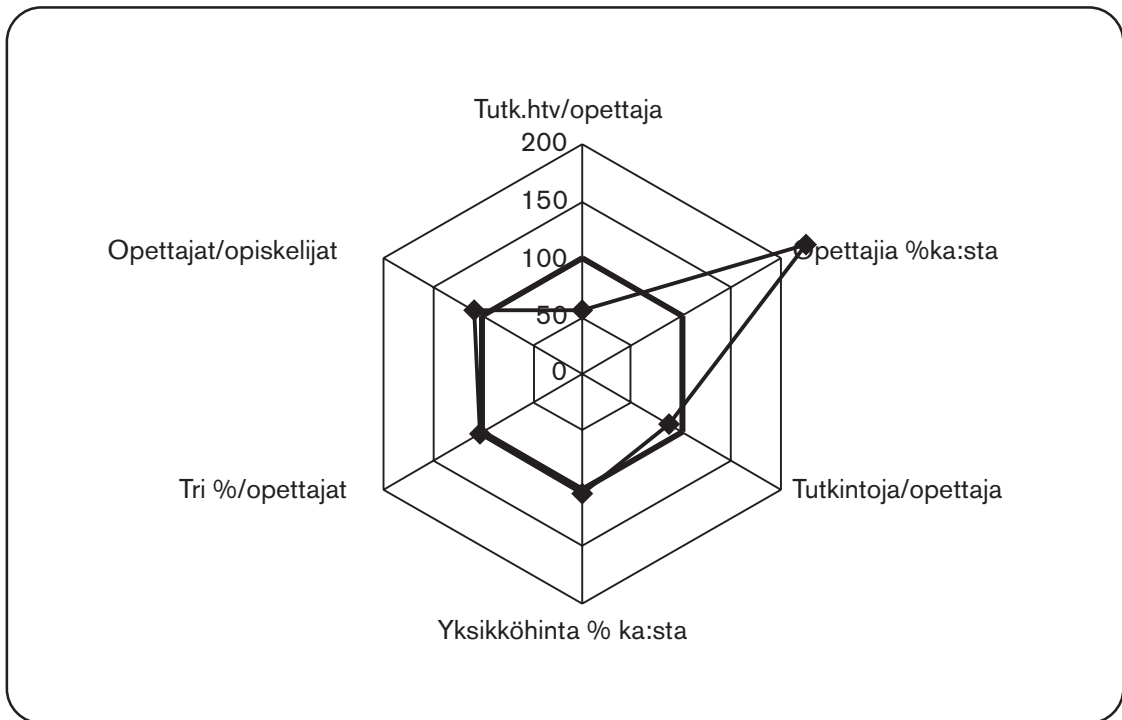 Tutk.htv/opettaja
200
150
Opettajat/opiskelijat
100
Opettajia %ka:sta
50
0
Tri %/opettajat
Tutkintoja/opettaja
Yksikköhinta % ka:sta